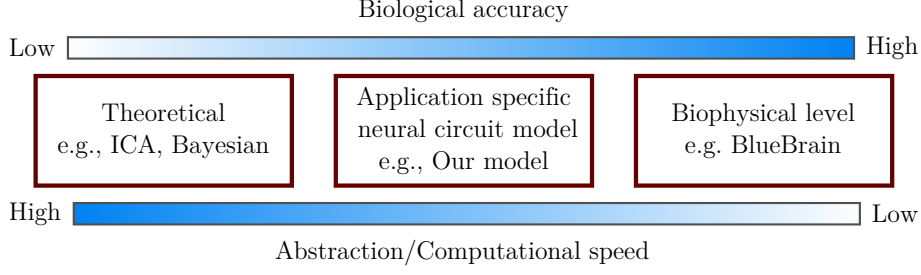 Biological accuracy
Low
High
Theoretical
e.g., ICA, Bayesian
Application specific
neural circuit model
e.g., Our model
Biophysical level
e.g. BlueBrain
High
Low
Abstraction/Computational speed